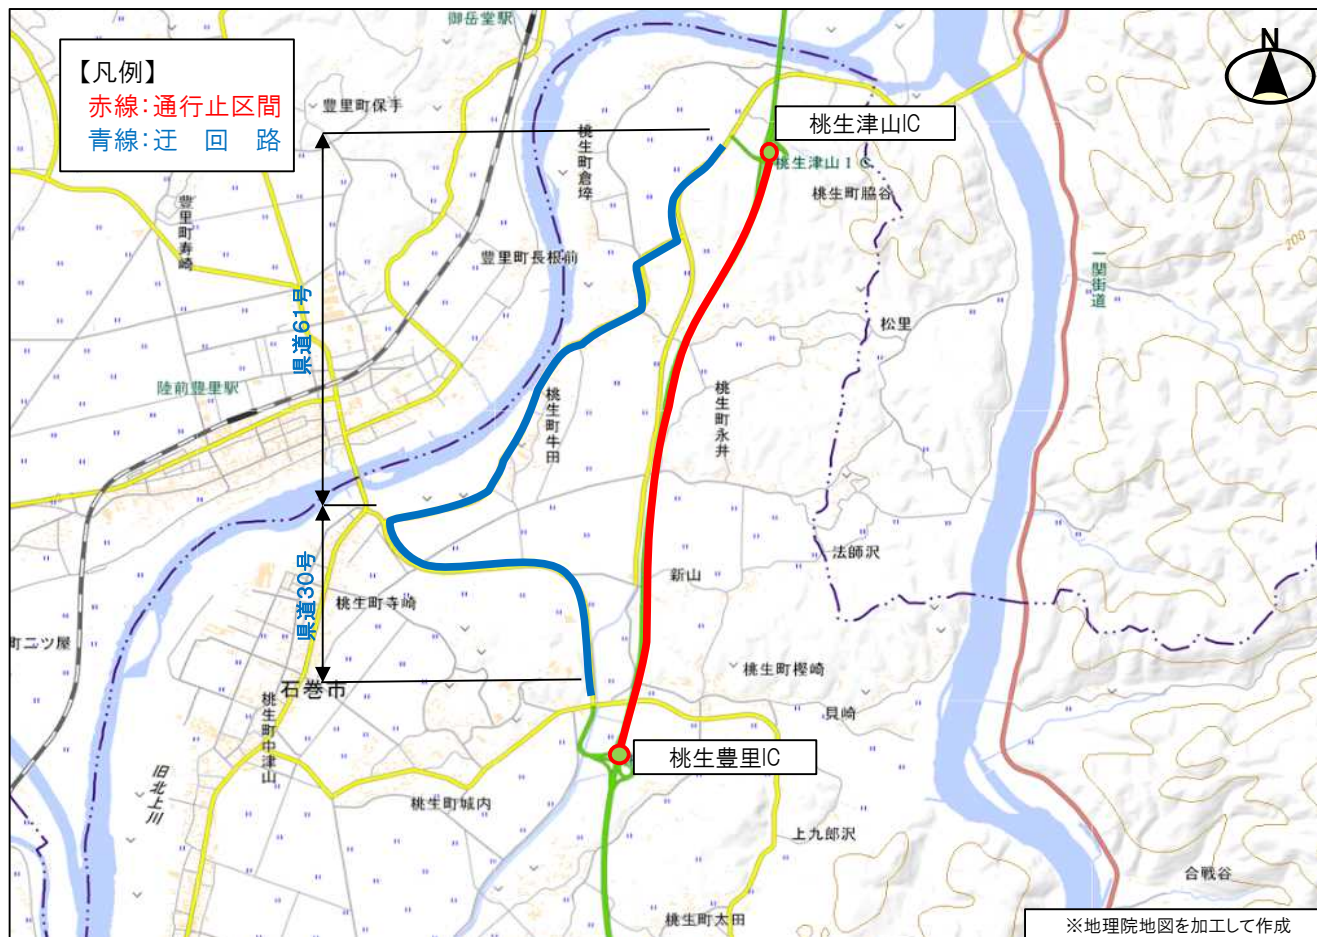 御岳堂駅
【凡例】
赤線：通行止区間
青線：迂　回　路
N
豊里町保手
桃生町倉埣
桃生津山IC
桃生津山ＩＣ
桃生町脇谷
豊里町寿崎
豊里町長根前
一関街道
200
県道61号
松里
陸前豊里駅
桃生町牛田
桃生町永井
法師沢
新山
県道30号
桃生町寺崎
町二ツ屋
石巻市
桃生町樫崎
貝崎
桃生町中津山
桃生豊里IC
旧北上川
桃生町城内
上九郎沢
合戦谷
桃生町太田
※地理院地図を加工して作成